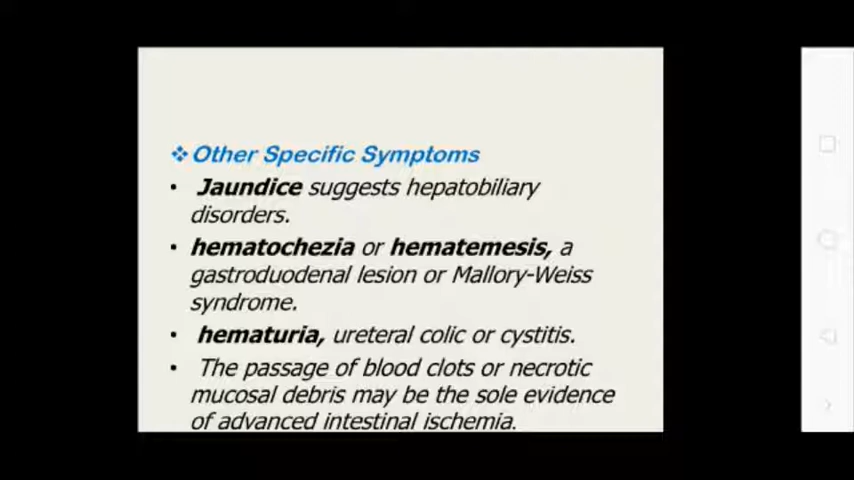 ❖ Other Specific Symptoms
• Jaundice suggests hepatobiliary
disorders.
• hematochezia or hematemesis, a
gastroduodenal lesion or Mallory-Weiss
syndrome.
• hematuria, ureteral colic or cystitis.
• The passage of blood clots or necrotic
mucosal debris may be the sole evidence
of advanced intestinal ischemia.